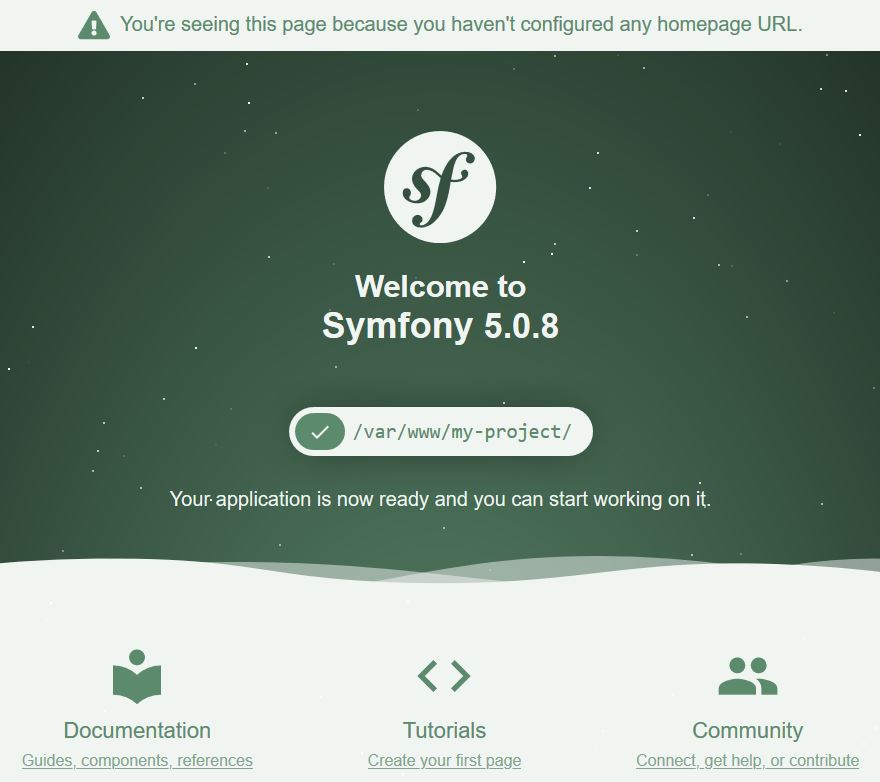 You're seeing this page because you haven't configured any homepage URL.
sf
Welcome to
Symfony 5.0.8
/var/www/my-project/
Your application is now ready and you can start working on it.
Documentation
Guides, components, references
Tutorials
Create your first page
Community
Connect, get help, or contribute